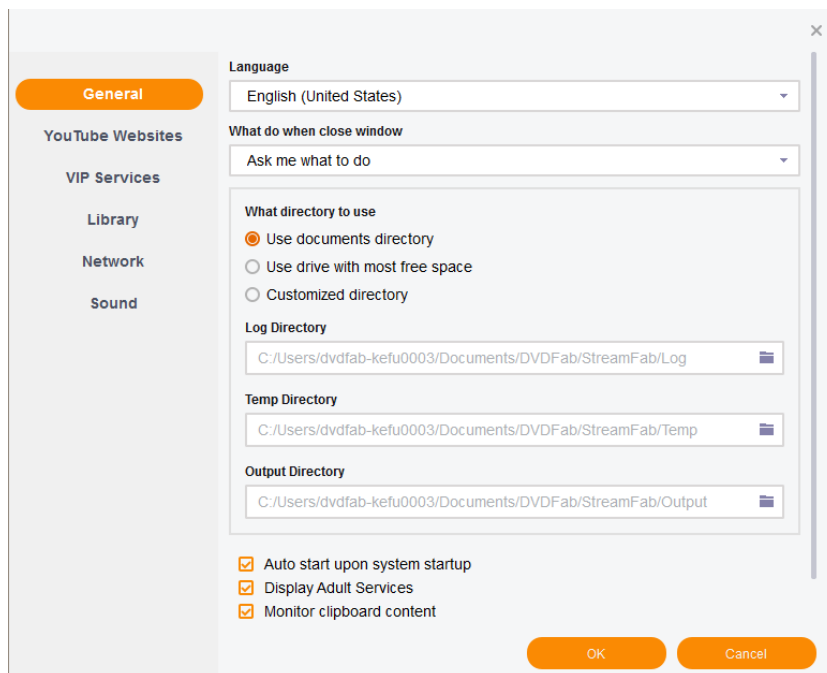 General
YouTube Websites
VIP Services
Library
Network
Sound
Language
English (United States)
What do when close window
Ask me what to do
What directory to use
Use documents directory
Use drive with most free space
Customized directory
Log Directory
C:/Users/dvdfab-kefu0003/Documents/DVDFab/StreamFab/Log
Temp Directory
C:/Users/dvdfab-kefu0003/Documents/DVDFab/StreamFab/Temp
Output Directory
C:/Users/dvdfab-kefu0003/Documents/DVDFab/StreamFab/Output
Auto start upon system startup
Display Adult Services
Monitor clipboard content
OK
Cancel